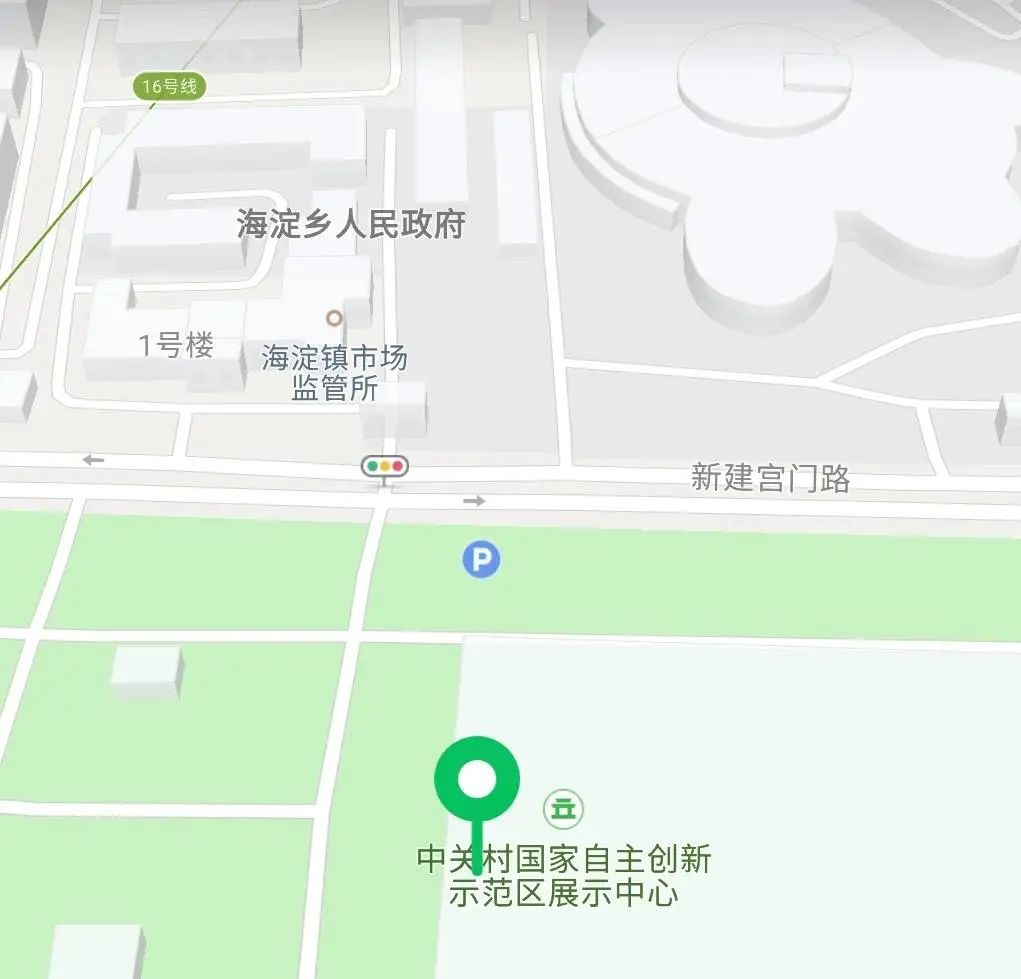 16号线
海淀乡人民政府
1号楼
海淀镇市场
监管所
新建宫门路
P
中关村国家自主创新
示范区展示中心